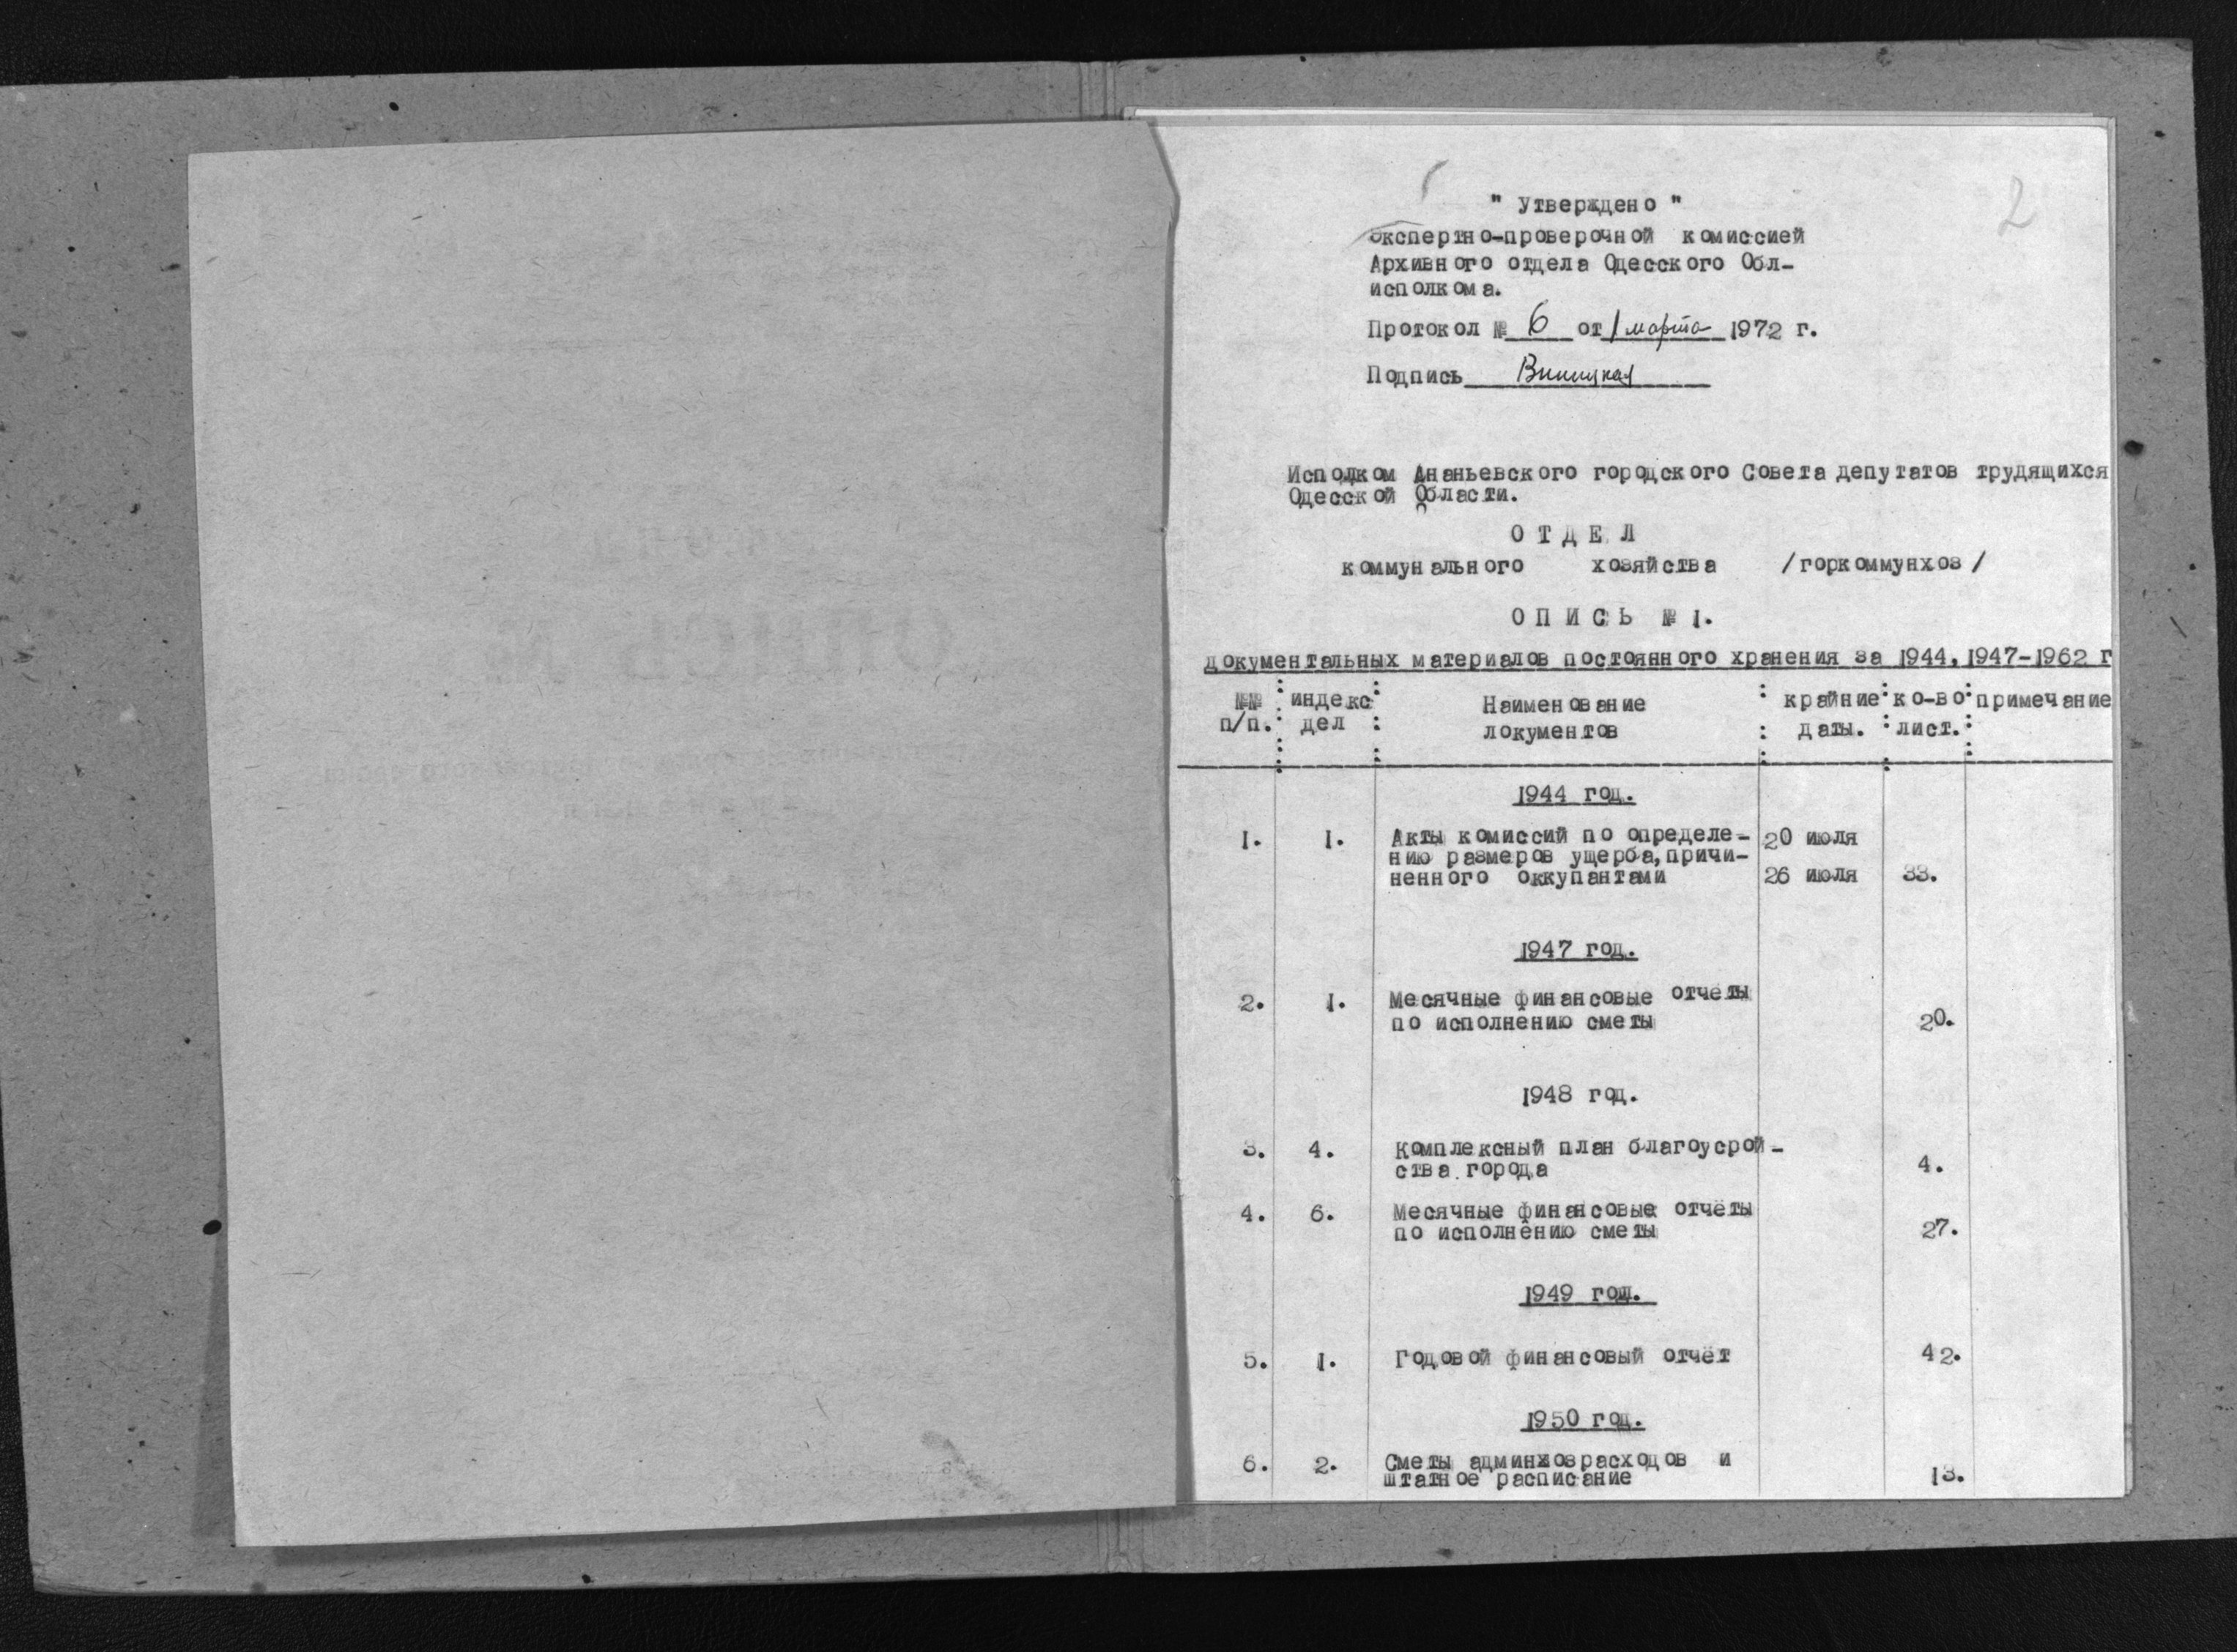 2
" Утверждено "
Экспертно-проверочной комиссией
Архивного отдела Одесского Обл-
исполкома.
Протокол № 6 от 1 марта 1972 г.
Подпись Винницкая
Исполком Ананьевского городского Совета депутатов трудящихся
Одесской Области.
О Т Д Е Л
коммунального хозяйства /горкоммунхоз/
О П И С Ь № 1.
документальных материалов постоянного хранения за 1944, 1947-1962 г
№№ : индекс : Наименование : крайние : ко-во : примечание
п/п. : дел : документов : даты. : лист. :
1944 год.
1. 1. Акты комиссий по определе- 20 июля
нию размеров ущерба, причи-
ненного оккупантами 26 июля 33.
1947 год.
2. 1. Месячные финансовые отчеты
по исполнению сметы 20.
1948 год.
3. 4. Комплексный план благоусрой-
ства города 4.
4. 6. Месячные финансовые отчёты
по исполнению сметы 27.
1949 год.
5. 1. Годовой финансовый отчёт 42.
1950 год.
6. 2. Сметы админхозрасходов и
штатное расписание 13.